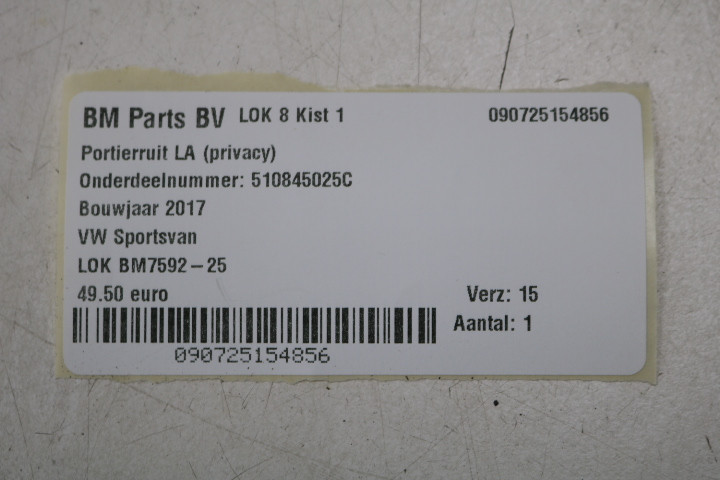 BM Parts BV LOK 8 Kist 1 090725154856
Portierruit LA (privacy)
Onderdeelnummer: 510845025C
Bouwjaar 2017
VW Sportsvan
LOK BM7592-25
49.50 euro Verz: 15
Aantal: 1
090725154856